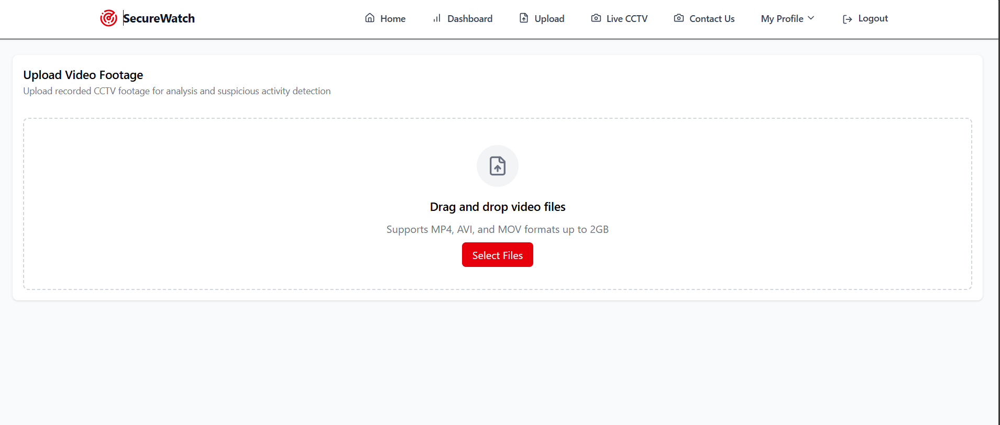 SecureWatch
Home Dashboard Upload Live CCTV Contact Us My Profile Logout
Upload Video Footage
Upload recorded CCTV footage for analysis and suspicious activity detection
Drag and drop video files
Supports MP4, AVI, and MOV formats up to 2GB
Select Files